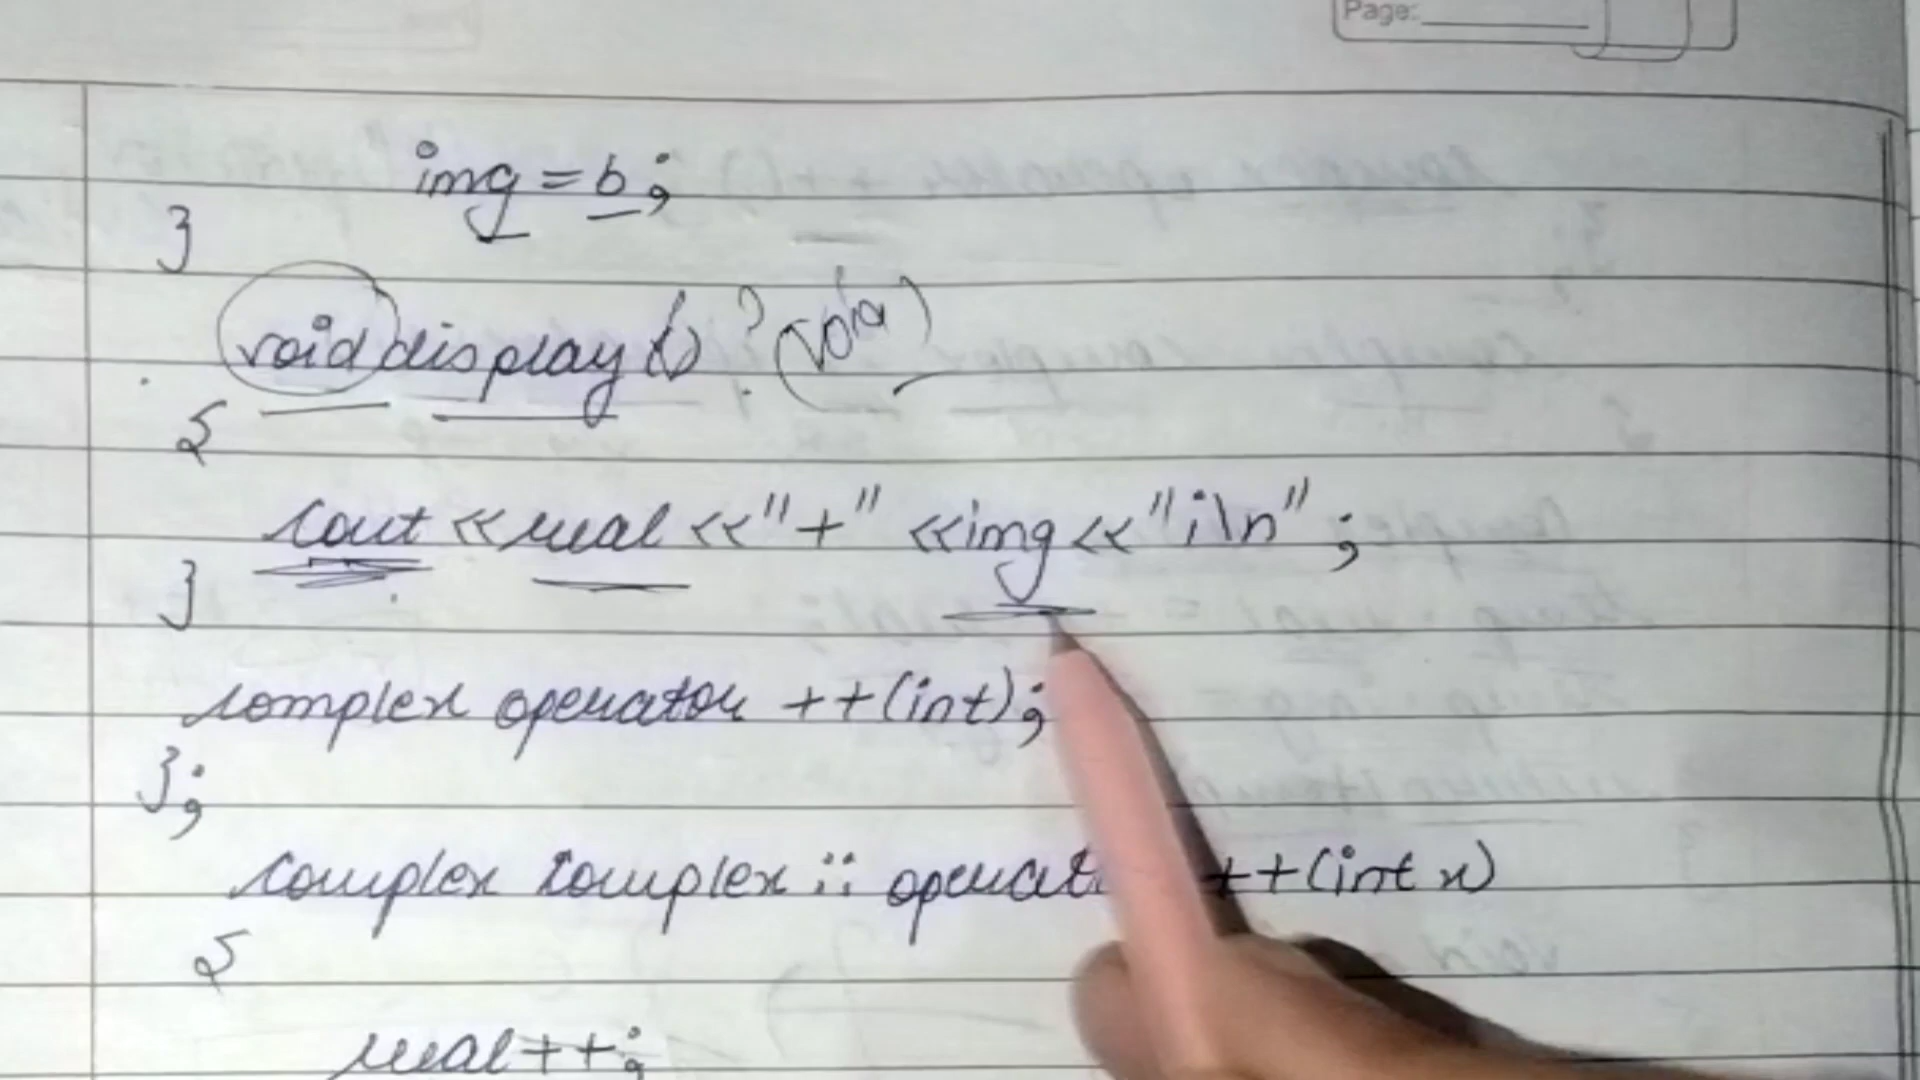 Page:
img = b;
}
void display () ? (void)
{
cout <<real <<"+" <<img <<"i\n";
}
complex operator ++(int);
};
complex complex :: operat ++(int x)
{
real++;